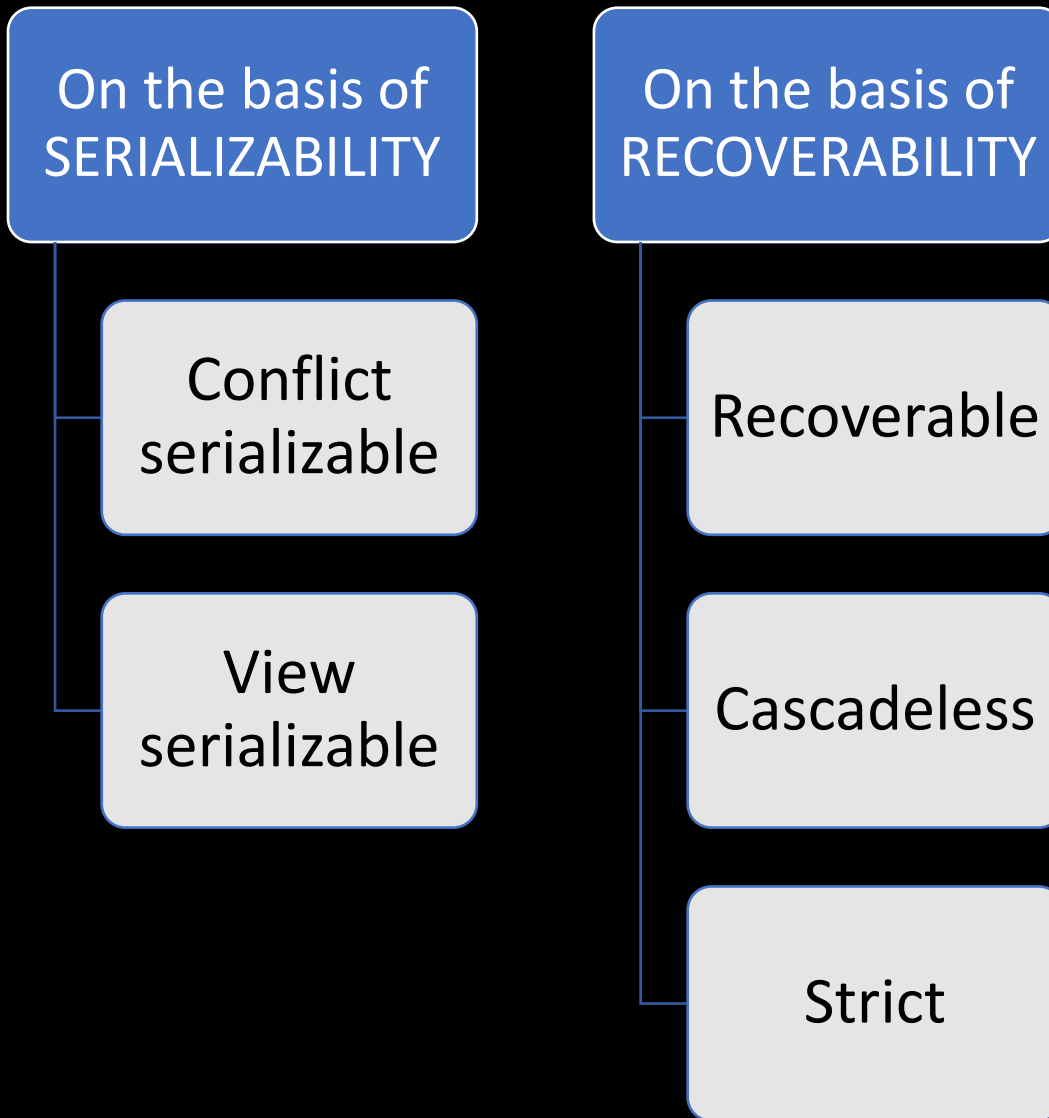 On the basis of
SERIALIZABILITY
Conflict
serializable
View
serializable
On the basis of
RECOVERABILITY
Recoverable
Cascadeless
Strict